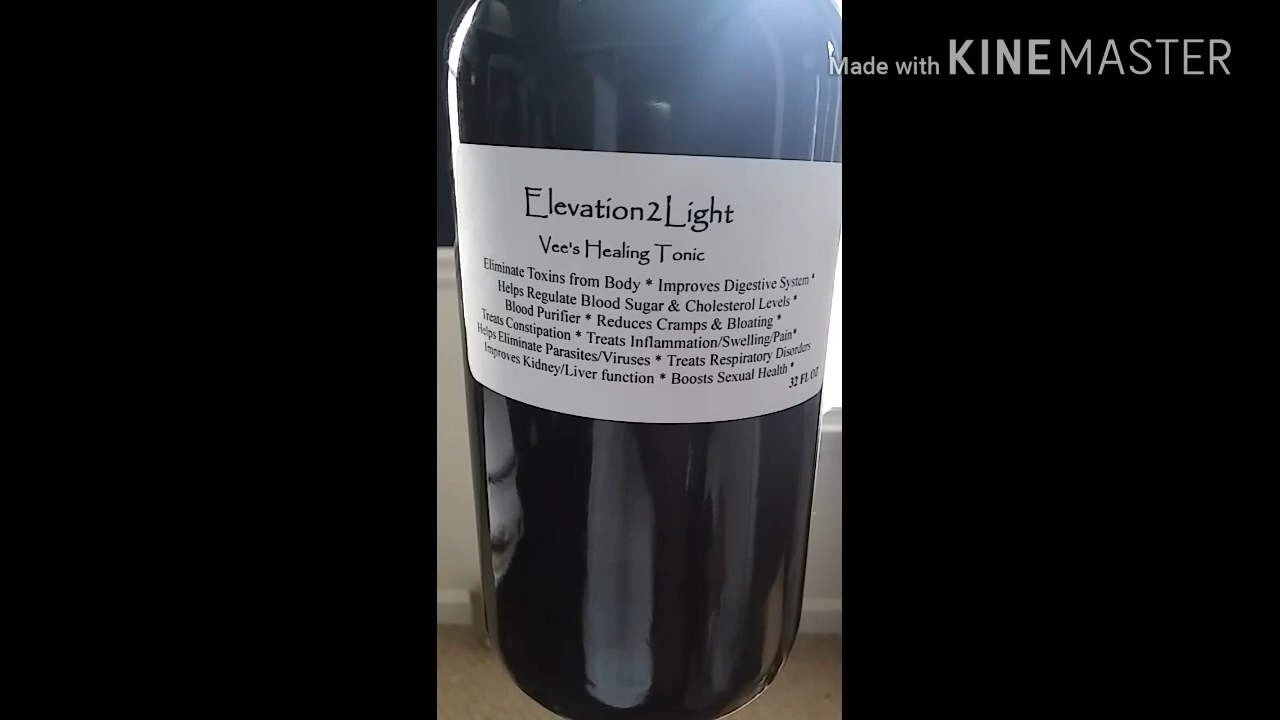 Made with KINEMASTER
Elevation2Light
Vee's Healing Tonic
Eliminate Toxins from Body * Improves Digestive System *
Helps Regulate Blood Sugar & Cholesterol Levels *
Blood Purifier * Reduces Cramps & Bloating *
Treats Constipation * Treats Inflammation/Swelling/Pain*
Helps Eliminate Parasites/Viruses * Treats Respiratory Disorders
Improves Kidney/Liver function * Boosts Sexual Health *
32 FL OZ